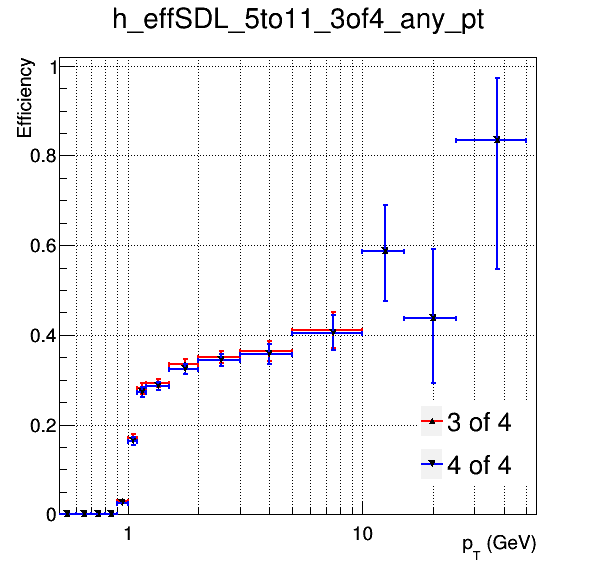 h_effSDL_5to11_3of4_any_pt
Efficiency
1
0.8
0.6
0.4
0.2
0
3 of 4
4 of 4
1
10
p_T (GeV)